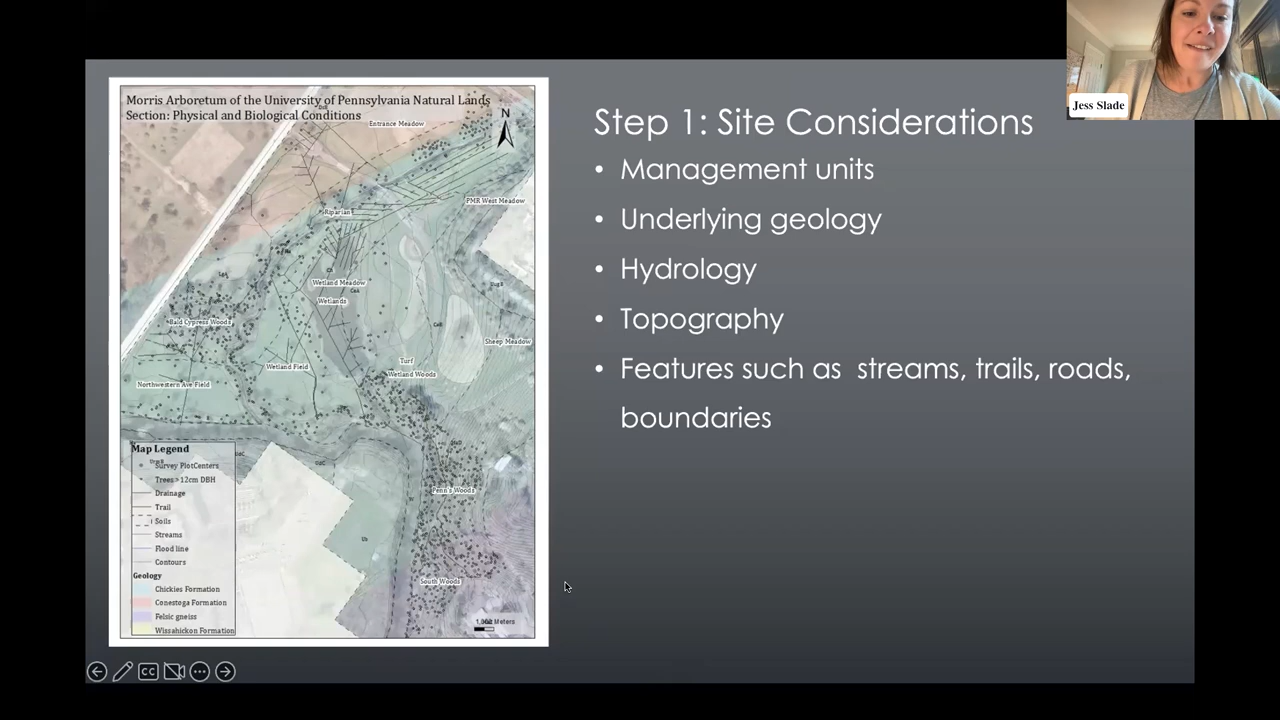 Jess Slade
Morris Arboretum of the University of Pennsylvania Natural Lands
Section: Physical and Biological Conditions
N
Entrance Meadow
PMR West Meadow
Riparian
Wetland Meadow
Wetlands
Bald Cypress Woods
Sheep Meadow
Turf
Wetland Field
Wetland Woods
Northwestern Ave Field
Penn's Woods
South Woods
Map Legend
Survey PlotCenters
Trees >12cm DBH
Drainage
Trail
Soils
Streams
Flood line
Contours
Geology
Chickies Formation
Conestoga Formation
Felsic gneiss
Wissahickon Formation
Meters
Step 1: Site Considerations
• Management units
• Underlying geology
• Hydrology
• Topography
• Features such as  streams, trails, roads,
boundaries
CC